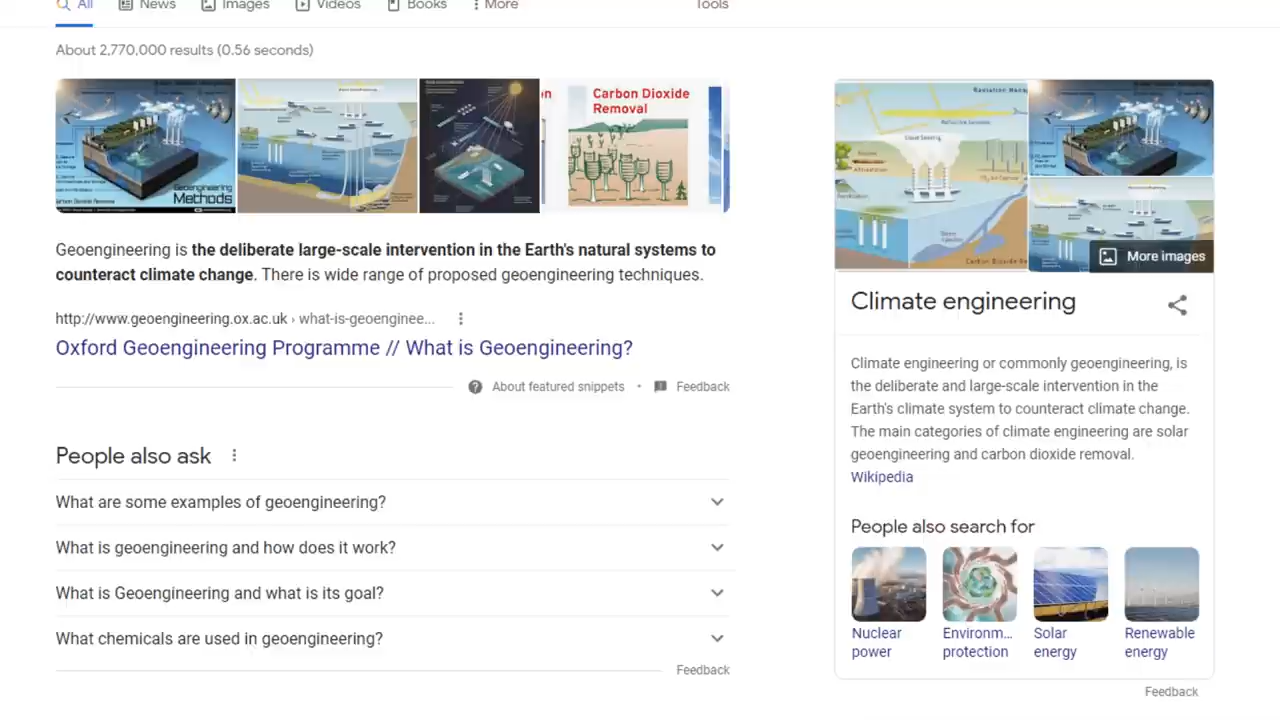 All
News
Images
Videos
Books
More
Tools
About 2,770,000 results (0.56 seconds)
Geoengineering Methods
Carbon Dioxide
Removal
Geoengineering is the deliberate large-scale intervention in the Earth's natural systems to
counteract climate change. There is wide range of proposed geoengineering techniques.
http://www.geoengineering.ox.ac.uk › what-is-geoenginee...
Oxford Geoengineering Programme // What is Geoengineering?
About featured snippets • Feedback
People also ask
What are some examples of geoengineering?
What is geoengineering and how does it work?
What is Geoengineering and what is its goal?
What chemicals are used in geoengineering?
Feedback
Cloud Seeding
More images
Climate engineering
Climate engineering or commonly geoengineering, is
the deliberate and large-scale intervention in the
Earth's climate system to counteract climate change.
The main categories of climate engineering are solar
geoengineering and carbon dioxide removal.
Wikipedia
People also search for
Nuclear
power
Environm...
protection
Solar
energy
Renewable
energy
Feedback